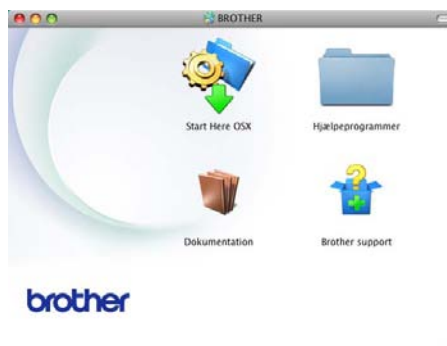 BROTHER
Start Here OSX
Hjælpeprogrammer
Dokumentation
Brother support
brother